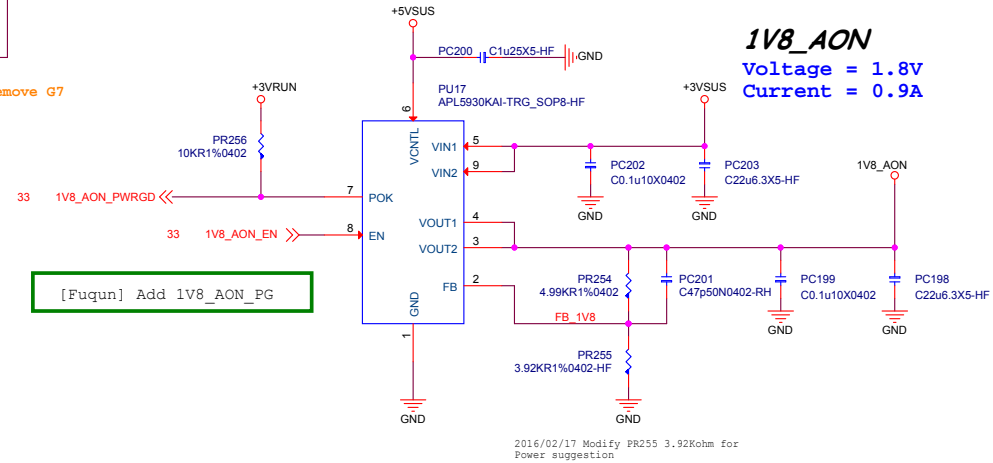 +5VSUS
1V8_AON
Voltage = 1.8V
Current = 0.9A
PC200 C1u25X5-HF
GND
emove G7
+3VRUN
PU17
APL5930KAI-TRG_SOP8-HF
+3VSUS
PR256
10KR1%0402
6
VCNTL
VIN1 5
VIN2 9
PC202
C0.1u10X0402
PC203
C22u6.3X5-HF
1V8_AON
33 1V8_AON_PWRGD
7 POK
GND
GND
33 1V8_AON_EN
8 EN
VOUT1 4
VOUT2 3
[Fuqun] Add 1V8_AON_PG
FB 2
PR254
4.99KR1%0402
PC201
C47p50N0402-RH
PC199
C0.1u10X0402
PC198
C22u6.3X5-HF
GND
1
FB_1V8
GND
GND
PR255
3.92KR1%0402-HF
GND
GND
2016/02/17 Modify PR255 3.92Kohm for
Power suggestion